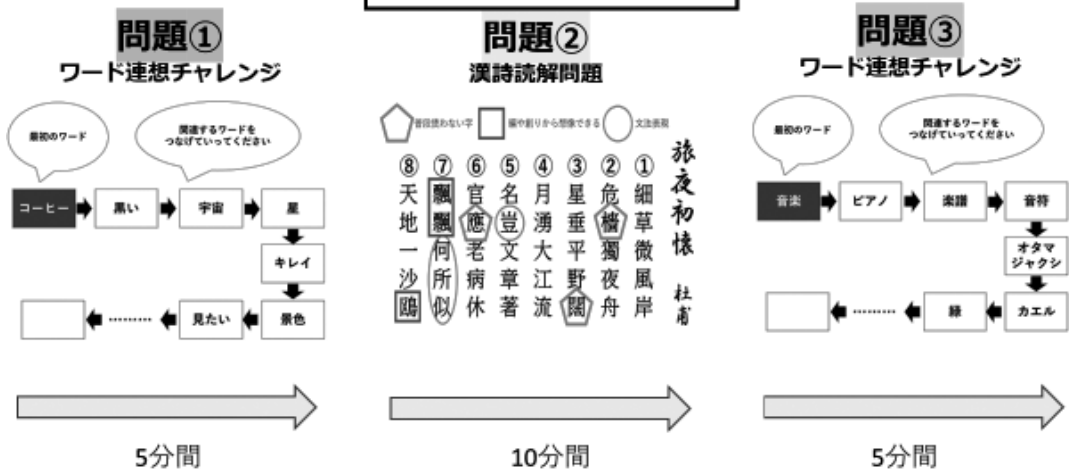 問題①
ワード連想チャレンジ
最初のワード
関連するワードを
つなげていってください
コーヒー
黒い
宇宙
星
キレイ
景色
見たい
………
5分間
問題②
漢詩読解問題
普段使わない字
偏や創りから想像できる
文法表現
旅夜初懐 杜甫
①細草微風岸
②危檣獨夜舟
③星垂平野闊
④月湧大江流
⑤名豈文章著
⑥官應老病休
⑦飄飄何所似
⑧天地一沙鷗
10分間
問題③
ワード連想チャレンジ
最初のワード
関連するワードを
つなげていってください
音楽
ピアノ
楽譜
音符
オタマ
ジャクシ
カエル
緑
………
5分間